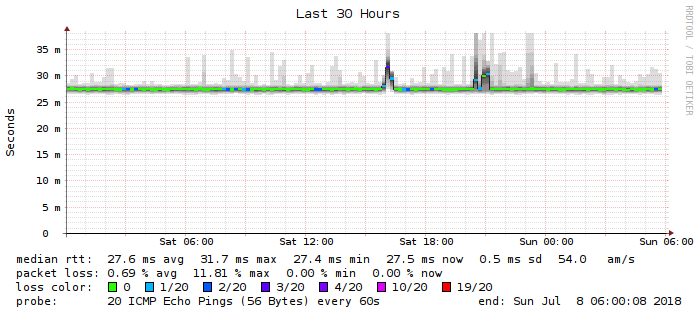 Last 30 Hours
RRDTOOL / TOBI OETIKER
Seconds
35 m
30 m
25 m
20 m
15 m
10 m
5 m
0
Sat 06:00 Sat 12:00 Sat 18:00 Sun 00:00 Sun 06:00
median rtt: 27.6 ms avg 31.7 ms max 27.4 ms min 27.5 ms now 0.5 ms sd 54.0 am/s
packet loss: 0.69 % avg 11.81 % max 0.00 % min 0.00 % now
loss color: 0 1/20 2/20 3/20 4/20 10/20 19/20
probe: 20 ICMP Echo Pings (56 Bytes) every 60s end: Sun Jul 8 06:00:08 2018